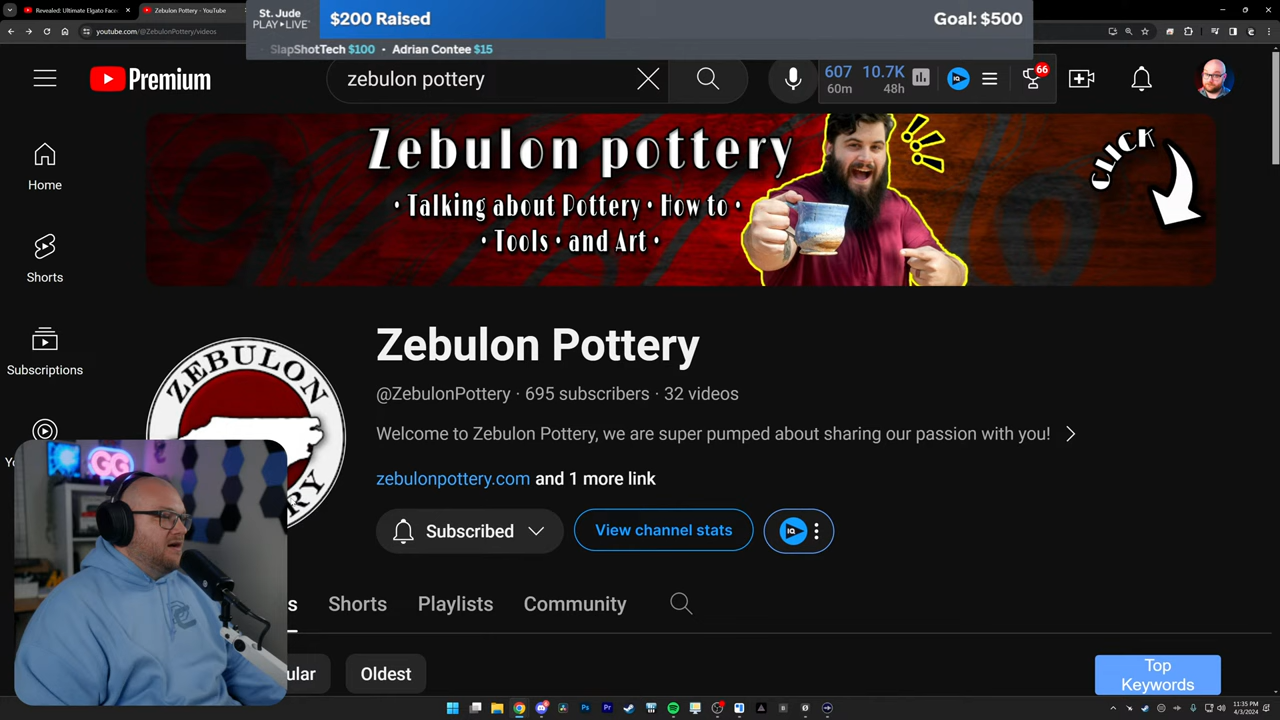 Revealed: Ultimate Elgato Face
Zebulon Pottery - YouTube
St. Jude
PLAY LIVE
$200 Raised
Goal: $500
SlapShotTech $100 • Adrian Contee $15
youtube.com/@ZebulonPottery/videos
Premium
zebulon pottery
607
60m
10.7K
48h
66
Home
Shorts
Subscriptions
Zebulon pottery
• Talking about Pottery • How to •
• Tools • and Art •
CLICK
ZEBULON
Zebulon Pottery
@ZebulonPottery · 695 subscribers · 32 videos
Welcome to Zebulon Pottery, we are super pumped about sharing our passion with you!
zebulonpottery.com and 1 more link
Subscribed
View channel stats
IQ
Shorts
Playlists
Community
Oldest
Top
Keywords
GG
11:35 PM
4/3/2024